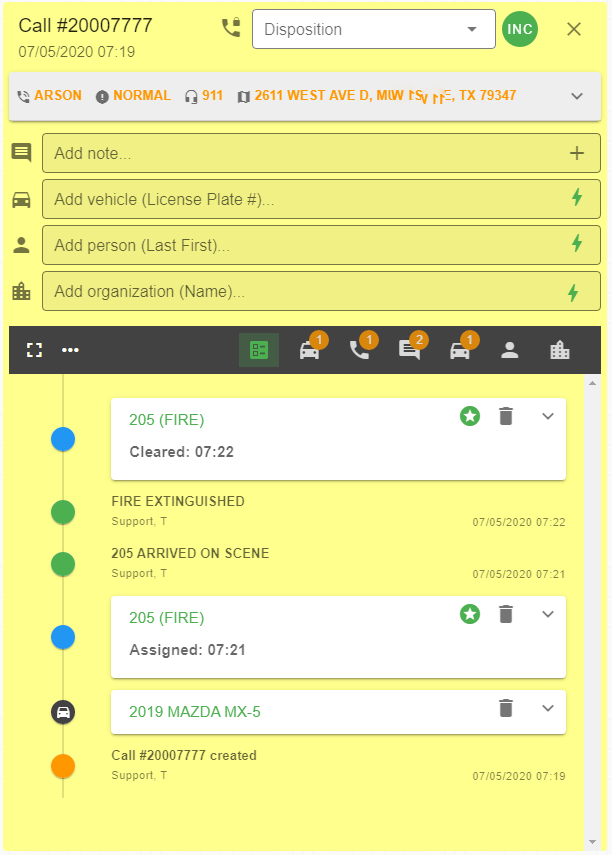 Call #20007777
07/05/2020 07:19
Disposition
INC
ARSON NORMAL 911 2611 WEST AVE D, TX 79347
Add note...
Add vehicle (License Plate #)...
Add person (Last First)...
Add organization (Name)...
1 1 2 1
205 (FIRE)
Cleared: 07:22
FIRE EXTINGUISHED
Support, T 07/05/2020 07:22
205 ARRIVED ON SCENE
Support, T 07/05/2020 07:21
205 (FIRE)
Assigned: 07:21
2019 MAZDA MX-5
Call #20007777 created
Support, T 07/05/2020 07:19